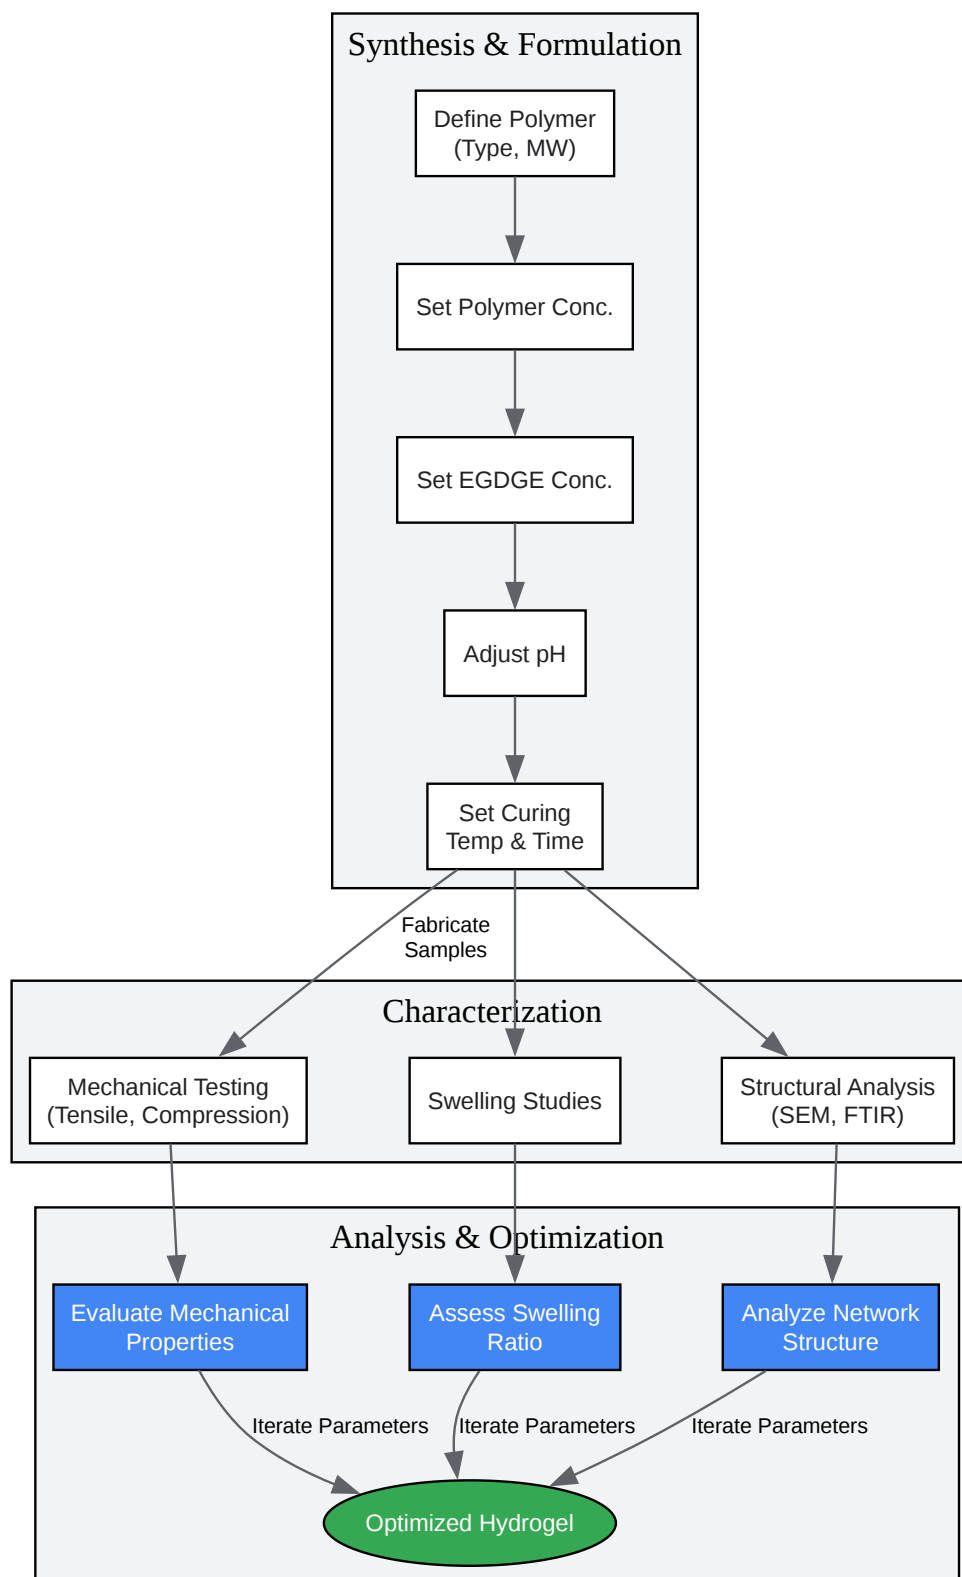 Synthesis & Formulation
Define Polymer
(Type, MW)
Set Polymer Conc.
Set EGDGE Conc.
Adjust pH
Set Curing
Temp & Time
Fabricate
Samples
Characterization
Mechanical Testing
(Tensile, Compression)
Swelling Studies
Structural Analysis
(SEM, FTIR)
Analysis & Optimization
Evaluate Mechanical
Properties
Assess Swelling
Ratio
Analyze Network
Structure
Iterate Parameters
Iterate Parameters
Iterate Parameters
Optimized Hydrogel